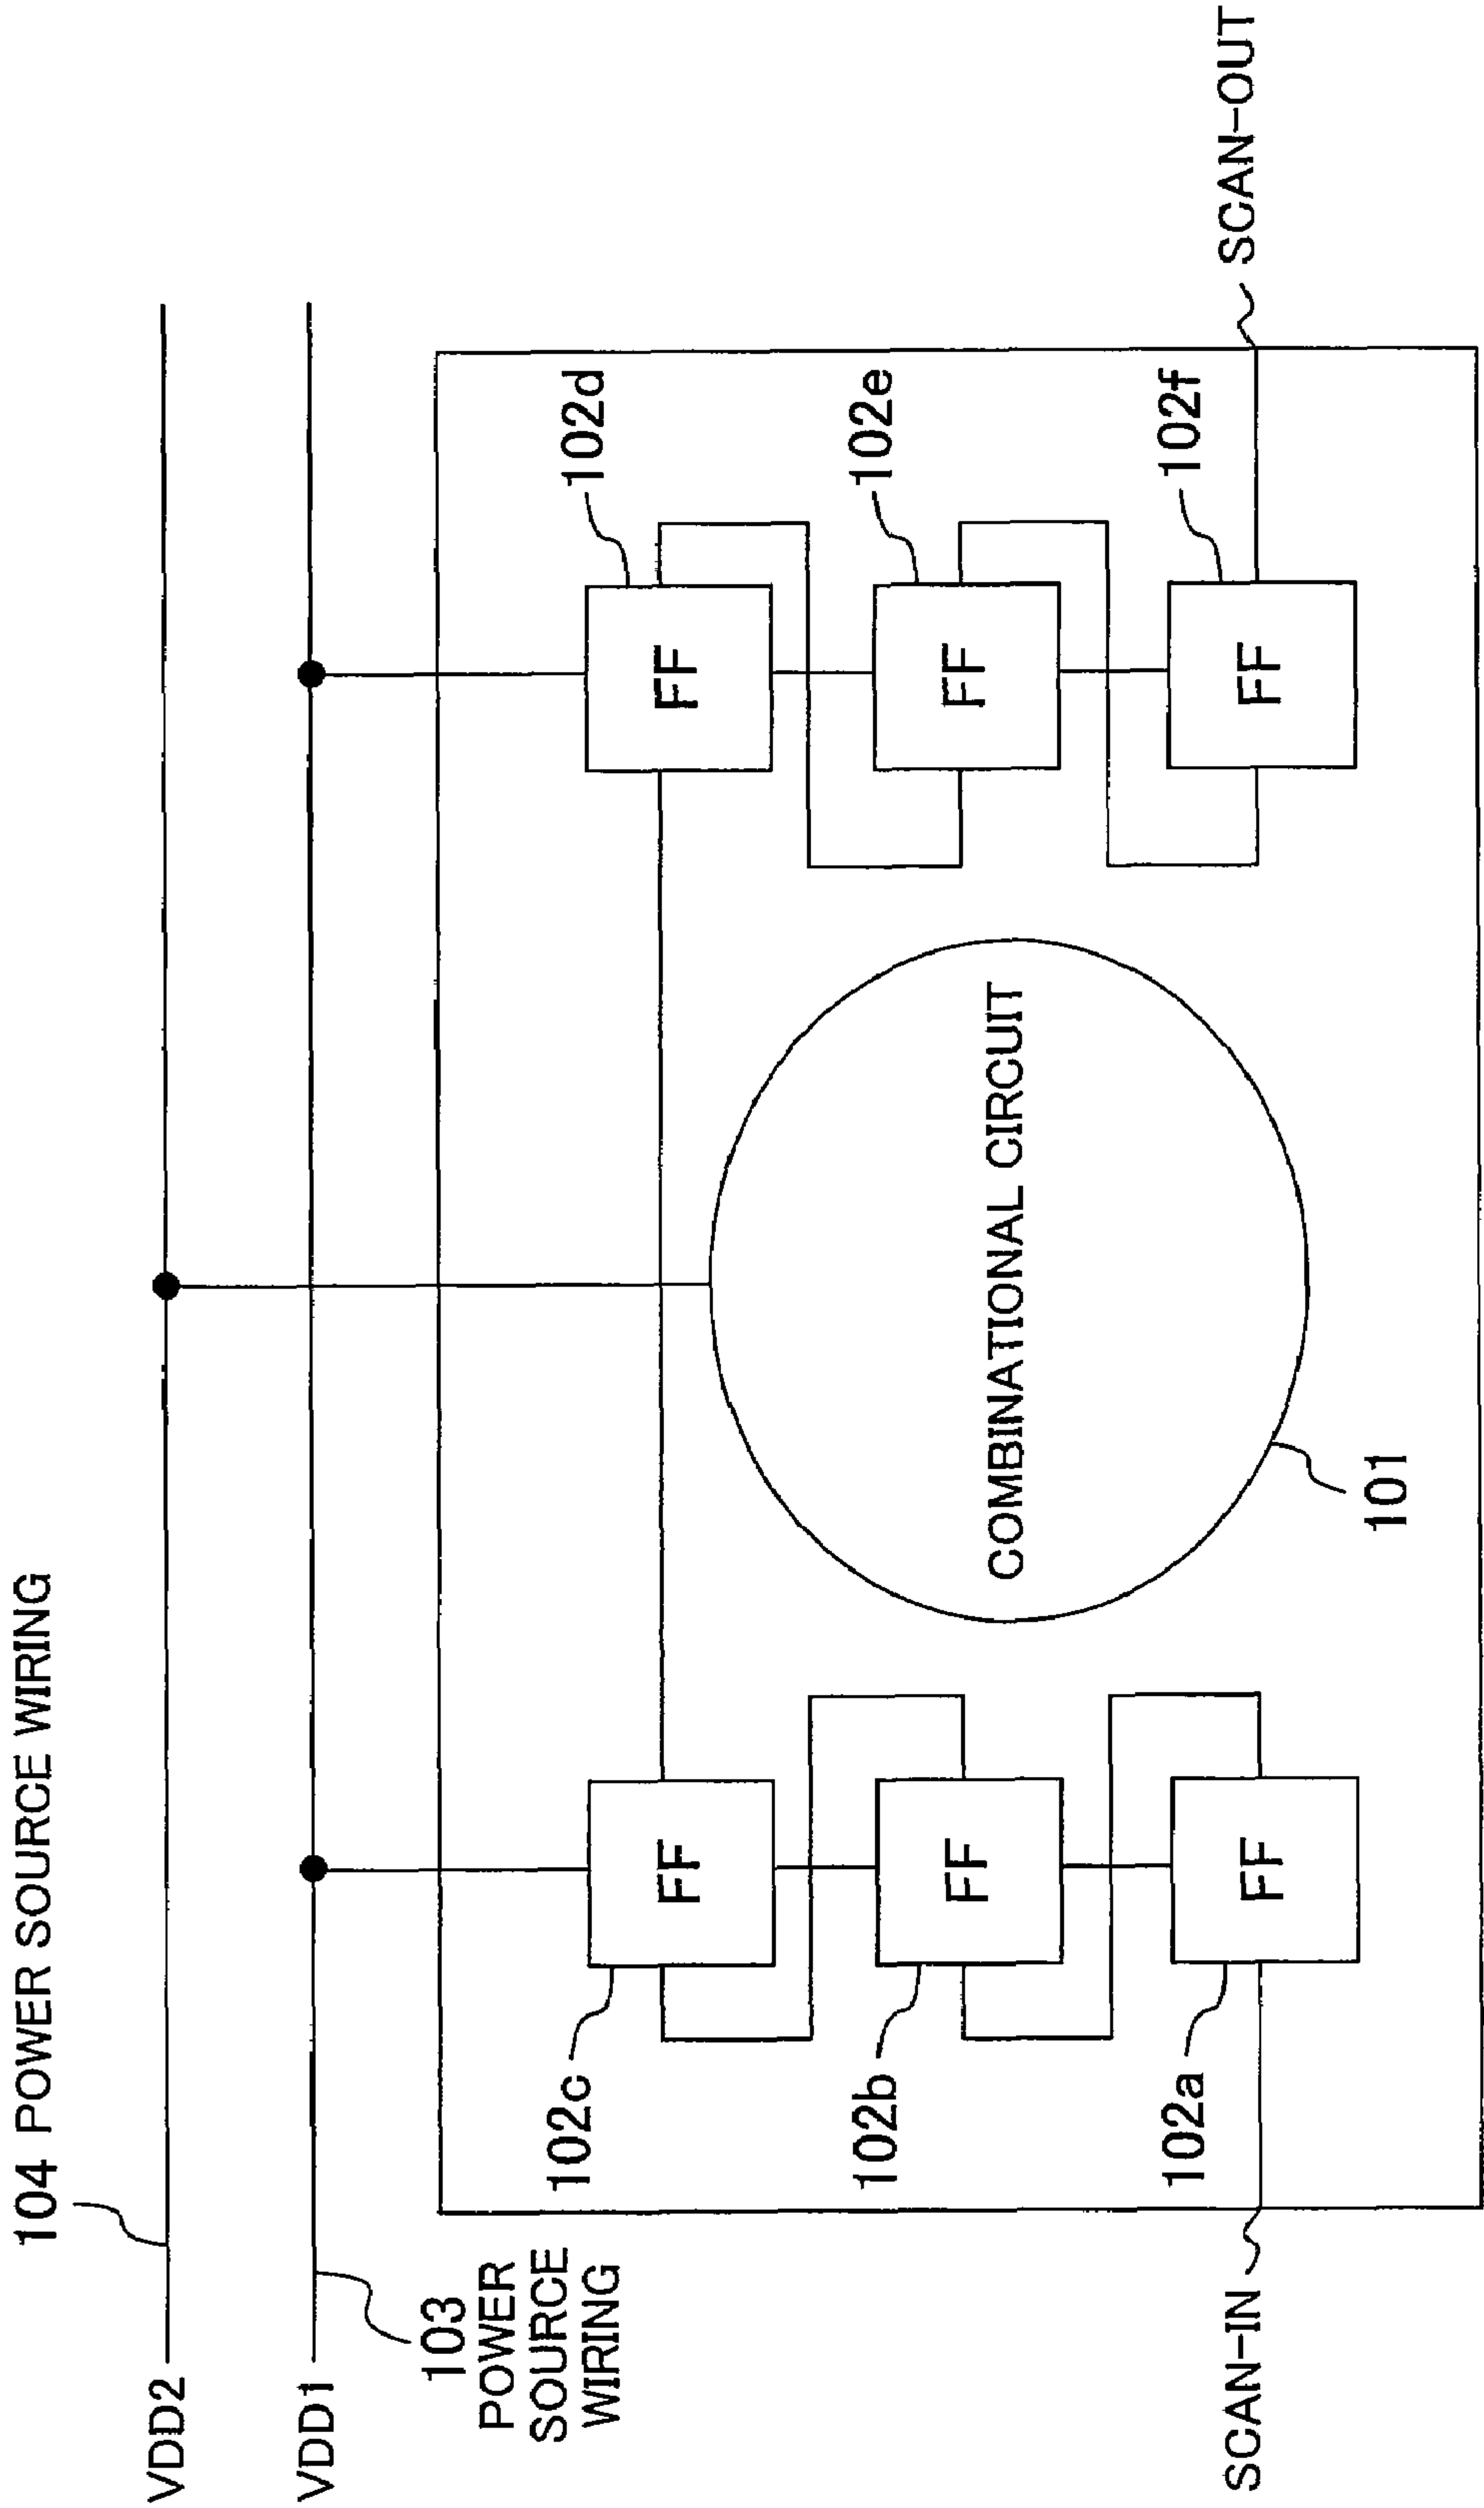 104 POWER SOURCE WIRING
VDD2
VDD1
103
POWER
SOURCE
WIRING
102c
FF
FF
102d
102b
FF
COMBINATIONAL CIRCUIT
FF
102e
102a
FF
FF
102f
SCAN-IN
SCAN-OUT
101